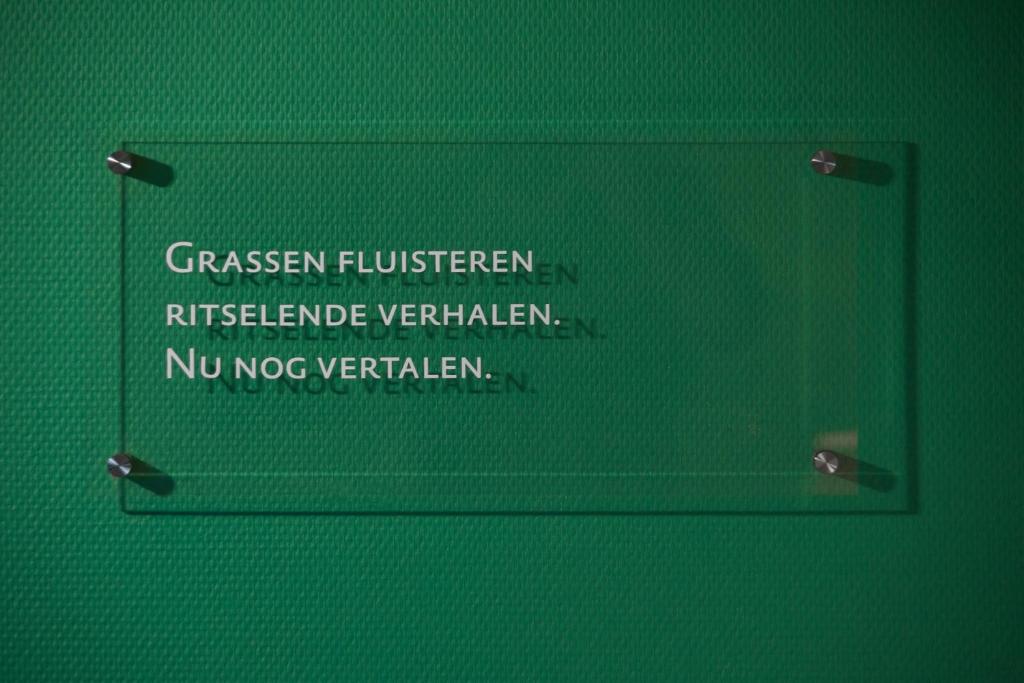 Grassen fluisteren
ritselende verhalen.
Nu nog vertalen.